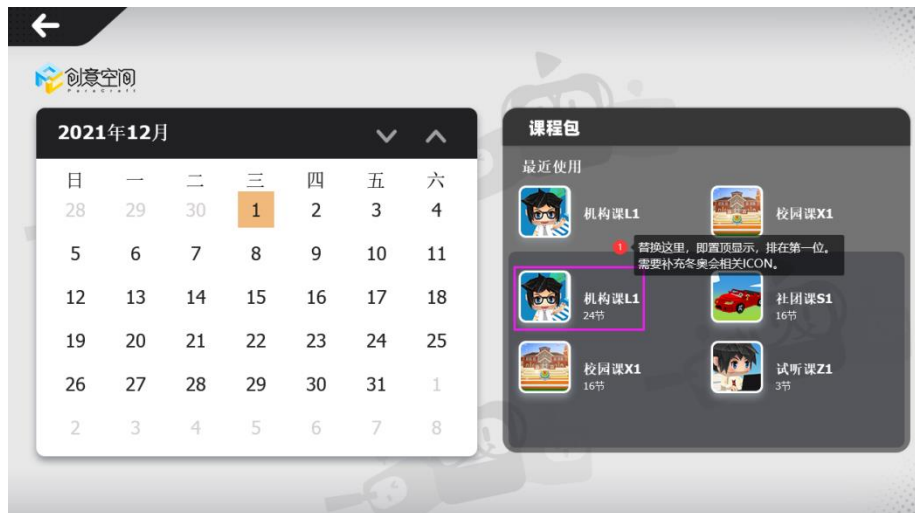 创意空间
ParaCraft
2021年12月
日 一 二 三 四 五 六
28 29 30 1 2 3 4
5 6 7 8 9 10 11
12 13 14 15 16 17 18
19 20 21 22 23 24 25
26 27 28 29 30 31 1
2 3 4 5 6 7 8
课程包
最近使用
机构课L1
校园课X1
1
替换这里，即置顶显示，排在第一位。
需要补充冬奥会相关ICON。
机构课L1
24节
社团课S1
16节
校园课X1
16节
试听课Z1
3节